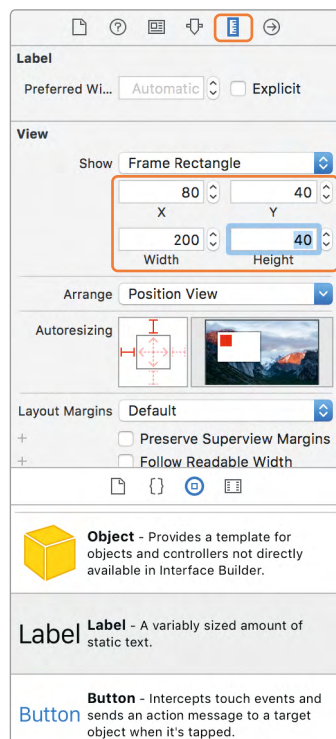 Label
Preferred Wi... Automatic Explicit
View
Show Frame Rectangle
80 40
X Y
200 40
Width Height
Arrange Position View
Autoresizing
Layout Margins Default
+ Preserve Superview Margins
+ Follow Readable Width
{}
Object - Provides a template for
objects and controllers not directly
available in Interface Builder.
Label Label - A variably sized amount of
static text.
Button Button - Intercepts touch events and
sends an action message to a target
object when it's tapped.